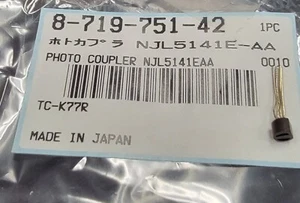 8-719-751-42 1PC
ホトカプラ NJL5141E-AA
PHOTO COUPLER NJL5141EAA 0010
TC-K77R
MADE IN JAPAN